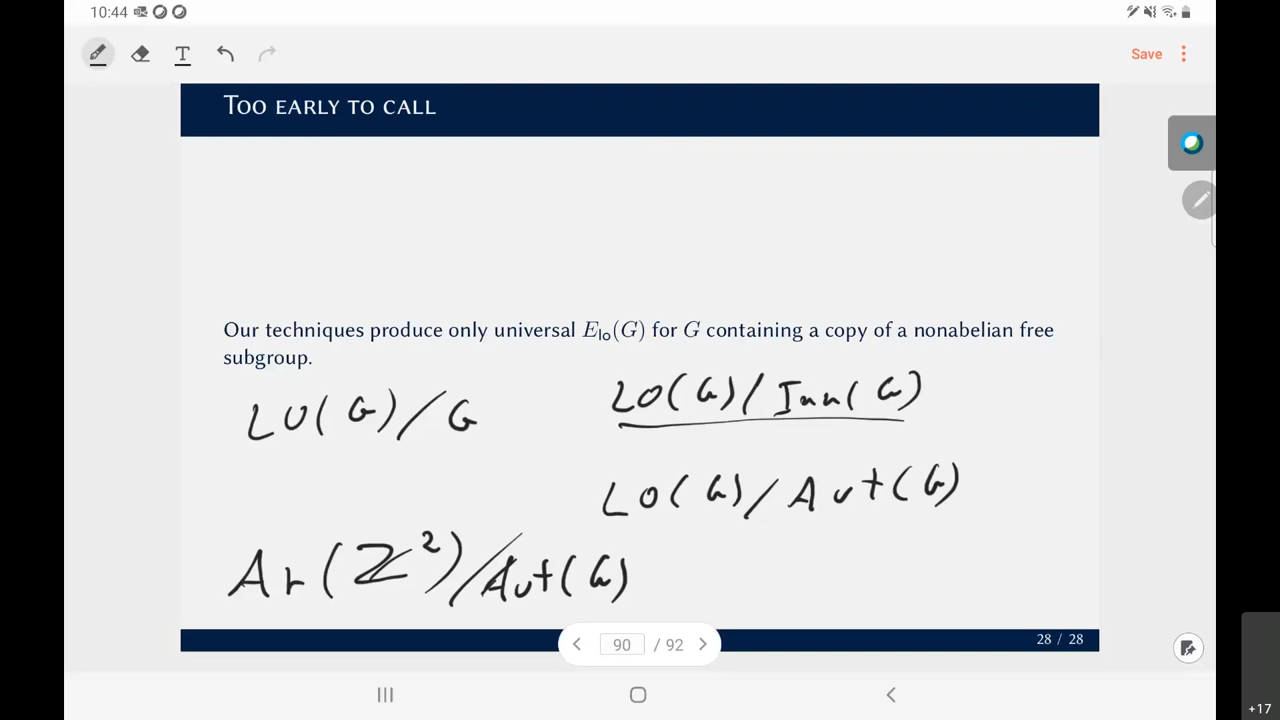 10:44
T
Save
Too early to call
Our techniques produce only universal E_lo(G) for G containing a copy of a nonabelian free
subgroup.
LO(G)/G
LO(G)/Inn(G)
LO(G)/Aut(G)
Ar(ℤ²)/Aut(G)
28 / 28
90 / 92
+17